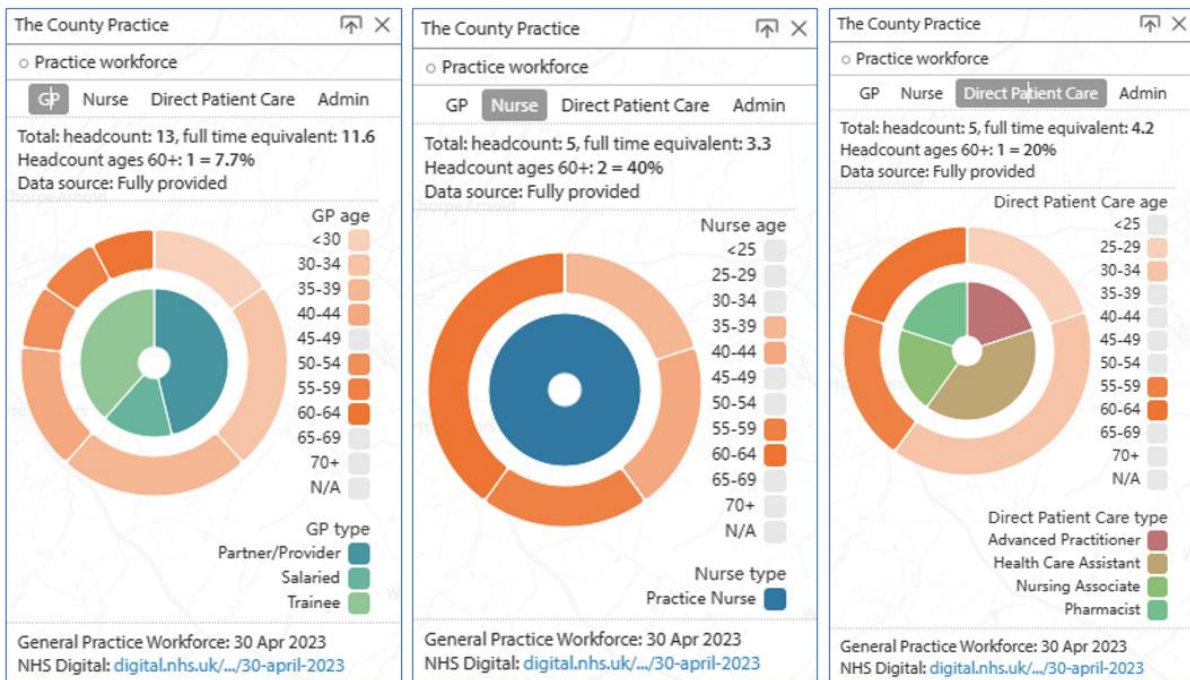 The County Practice
○ Practice workforce
GP Nurse Direct Patient Care Admin
Total: headcount: 13, full time equivalent: 11.6
Headcount ages 60+: 1 = 7.7%
Data source: Fully provided
GP age
<30
30-34
35-39
40-44
45-49
50-54
55-59
60-64
65-69
70+
N/A
GP type
Partner/Provider
Salaried
Trainee
General Practice Workforce: 30 Apr 2023
NHS Digital: digital.nhs.uk/.../30-april-2023
The County Practice
○ Practice workforce
GP Nurse Direct Patient Care Admin
Total: headcount: 5, full time equivalent: 3.3
Headcount ages 60+: 2 = 40%
Data source: Fully provided
Nurse age
<25
25-29
30-34
35-39
40-44
45-49
50-54
55-59
60-64
65-69
70+
N/A
Nurse type
Practice Nurse
General Practice Workforce: 30 Apr 2023
NHS Digital: digital.nhs.uk/.../30-april-2023
The County Practice
○ Practice workforce
GP Nurse Direct Patient Care Admin
Total: headcount: 5, full time equivalent: 4.2
Headcount ages 60+: 1 = 20%
Data source: Fully provided
Direct Patient Care age
<25
25-29
30-34
35-39
40-44
45-49
50-54
55-59
60-64
65-69
70+
N/A
Direct Patient Care type
Advanced Practitioner
Health Care Assistant
Nursing Associate
Pharmacist
General Practice Workforce: 30 Apr 2023
NHS Digital: digital.nhs.uk/.../30-april-2023